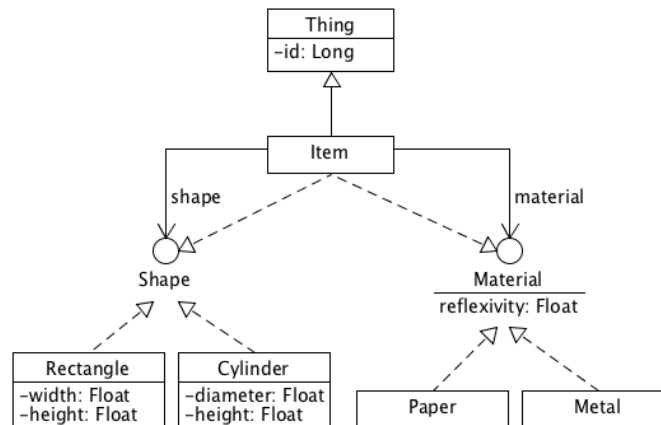 Thing
-id: Long
Item
shape
material
Shape
Material
reflexivity: Float
Rectangle
-width: Float
-height: Float
Cylinder
-diameter: Float
-height: Float
Paper
Metal